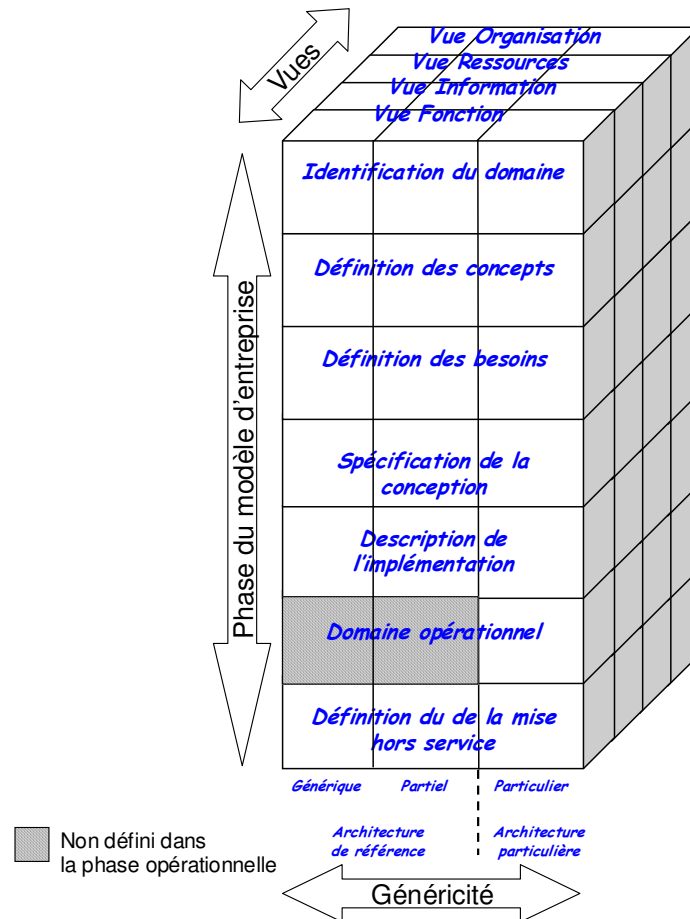 Vues
Vue Organisation
Vue Ressources
Vue Information
Vue Fonction
Phase du modèle d'entreprise
Identification du domaine
Définition des concepts
Définition des besoins
Spécification de la
conception
Description de
l'implémentation
Domaine opérationnel
Définition du de la mise
hors service
Générique Partiel Particulier
Architecture
de référence
Architecture
particulière
Non défini dans
la phase opérationnelle
Généricité